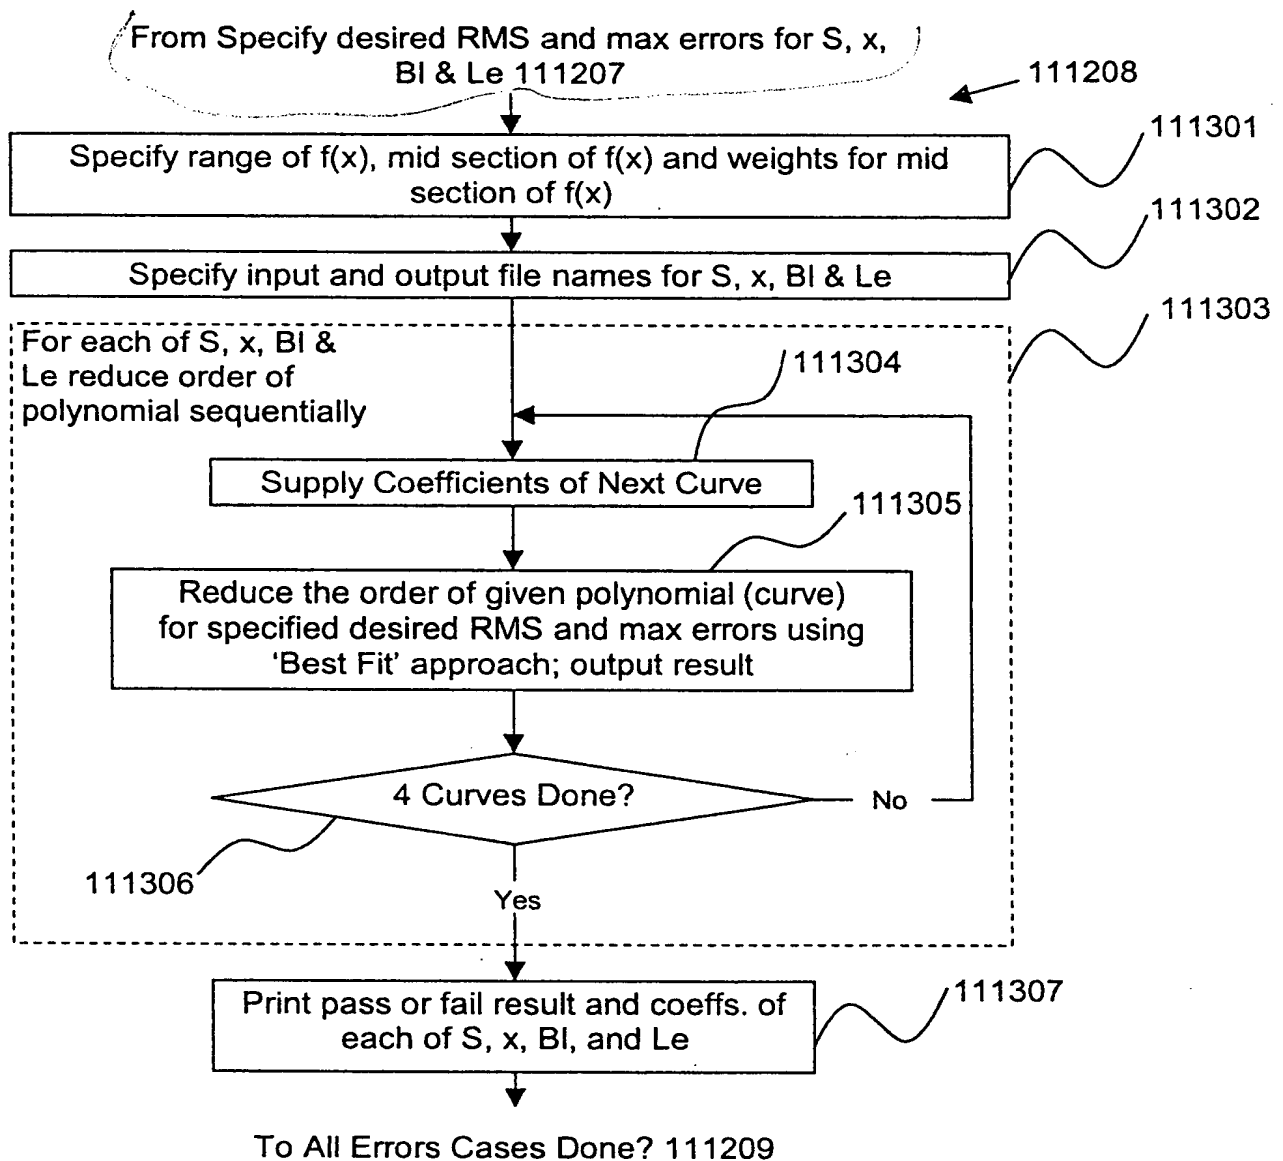 From Specify desired RMS and max errors for S, x,
Bl & Le 111207
111208
111301
Specify range of f(x), mid section of f(x) and weights for mid
section of f(x)
111302
Specify input and output file names for S, x, Bl & Le
111303
For each of S, x, Bl &
Le reduce order of
polynomial sequentially
111304
Supply Coefficients of Next Curve
111305
Reduce the order of given polynomial (curve)
for specified desired RMS and max errors using
‘Best Fit’ approach; output result
4 Curves Done?
No
111306
Yes
Print pass or fail result and coeffs. of
each of S, x, Bl, and Le
111307
To All Errors Cases Done? 111209